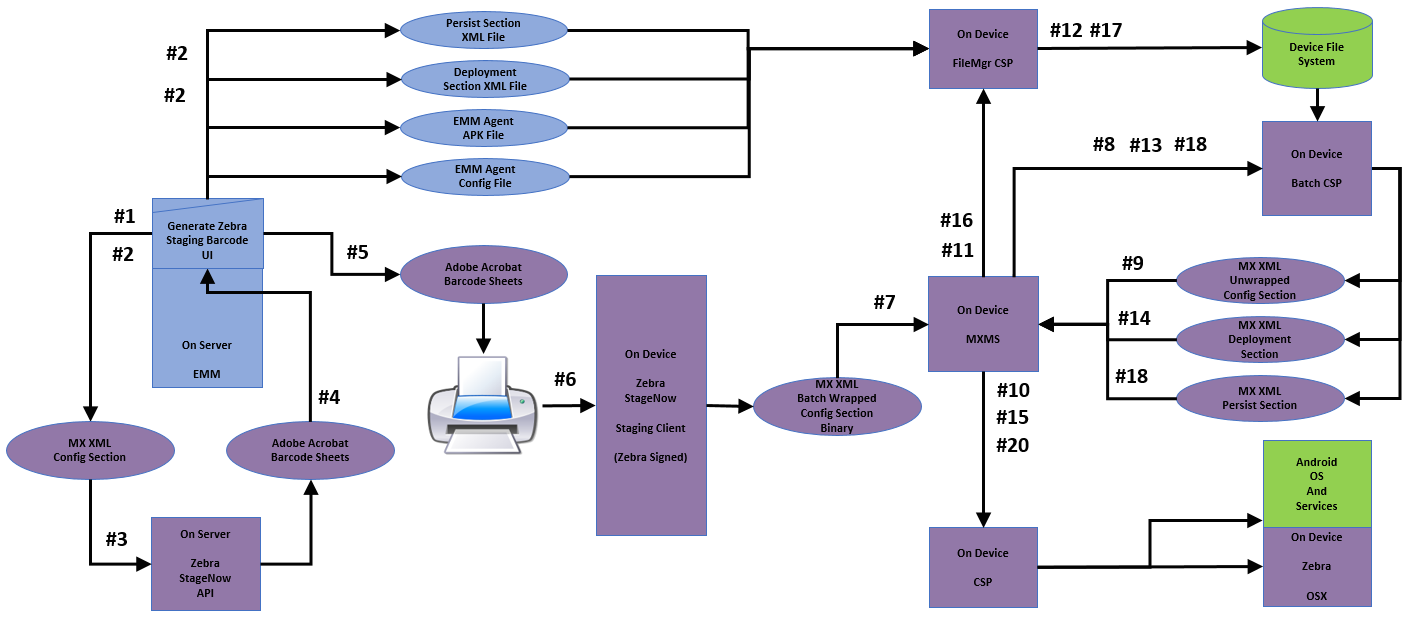 Persist Section
XML File
#2
Deployment
Section XML File
#2
EMM Agent
APK File
EMM Agent
Config File
On Device
FileMgr CSP
#12 #17
Device File
System
#8 #13 #18
On Device
Batch CSP
#1
#2
Generate Zebra
Staging Barcode
UI
On Server
EMM
#5
Adobe Acrobat
Barcode Sheets
#4
MX XML
Config Section
Adobe Acrobat
Barcode Sheets
#3
On Server
Zebra
StageNow
API
#6
On Device
Zebra
StageNow
Staging Client
(Zebra Signed)
MX XML
Batch Wrapped
Config Section
Binary
#7
#16
#11
On Device
MXMS
#9
MX XML
Unwrapped
Config Section
#14
MX XML
Deployment
Section
#18
MX XML
Persist Section
#10
#15
#20
On Device
CSP
Android
OS
And
Services
On Device
Zebra
OSX